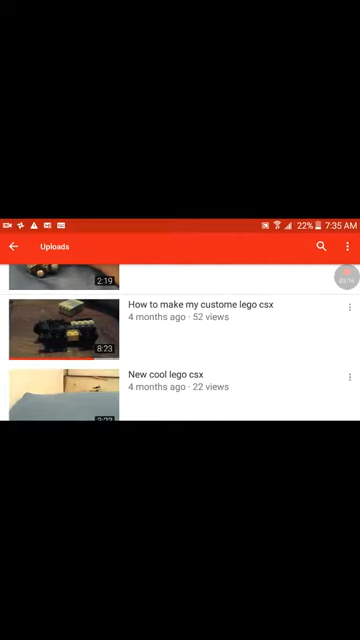 22% 7:35 AM
Uploads
2:19
How to make my custome lego csx
4 months ago · 52 views
8:23
New cool lego csx
4 months ago · 22 views